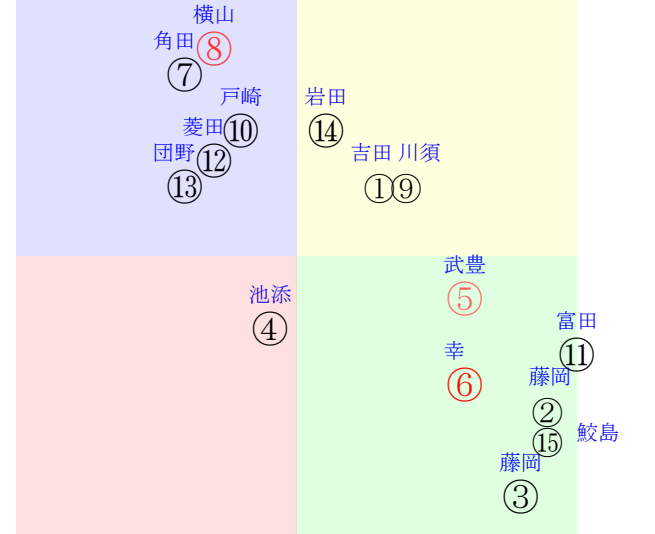 横山
角田⑧
⑦
戸崎 岩田
菱田⑩ ⑭
団野⑫ 吉田 川須
⑬ ①⑨
武豊
池添 ⑤
④ 富田
幸 ⑪
⑥ 藤岡
②
⑮ 鮫島
藤岡
③